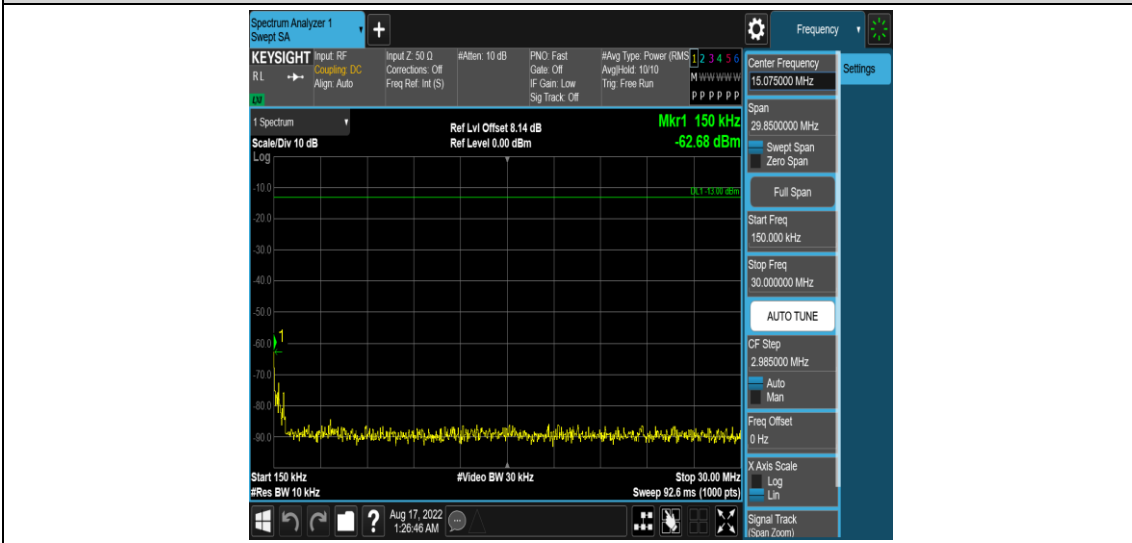 Spectrum Analyzer 1
Swept SA
+
Frequency
KEYSIGHT
RL
LXI
Input: RF
Coupling: DC
Align: Auto
Input Z: 50 Ω
Corrections: Off
Freq Ref: Int (S)
#Atten: 10 dB
PNO: Fast
Gate: Off
IF Gain: Low
Sig Track: Off
#Avg Type: Power (RMS
Avg|Hold: 10/10
Trig: Free Run
1 2 3 4 5 6
M W W W W W
P P P P P P
1 Spectrum
Scale/Div 10 dB
Log
Ref Lvl Offset 8.14 dB
Ref Level 0.00 dBm
Mkr1 150 kHz
-62.68 dBm
DL1 -13.00 dBm
-10.0
-20.0
-30.0
-40.0
-50.0
-60.0
-70.0
-80.0
-90.0
1
Start 150 kHz
#Res BW 10 kHz
#Video BW 30 kHz
Stop 30.00 MHz
Sweep 92.6 ms (1000 pts)
?
Aug 17, 2022
1:26:46 AM
Center Frequency
15.075000 MHz
Settings
Span
29.8500000 MHz
Swept Span
Zero Span
Full Span
Start Freq
150.000 kHz
Stop Freq
30.000000 MHz
AUTO TUNE
CF Step
2.985000 MHz
Auto
Man
Freq Offset
0 Hz
X Axis Scale
Log
Lin
Signal Track
(Span Zoom)